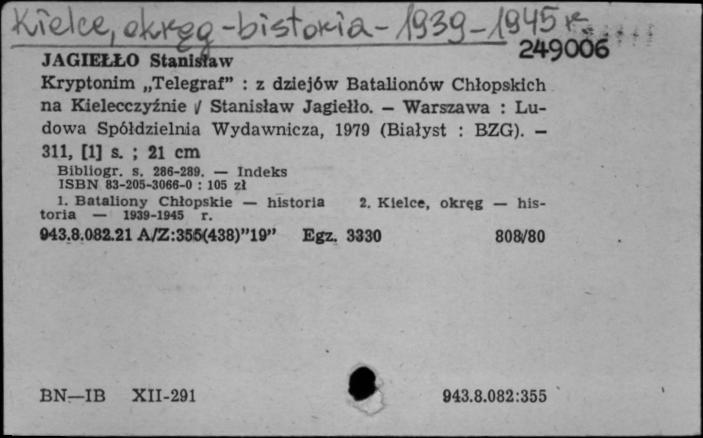 Kielce, okręg - historia - 1939-1945 r.
249006
JAGIEŁŁO Stanisław
Kryptonim „Telegraf” : z dziejów Batalionów Chłopskich
na Kielecczyźnie / Stanisław Jagiełło. — Warszawa : Lu-
dowa Spółdzielnia Wydawnicza, 1979 (Białyst : BZG). —
311, [1] s. ; 21 cm
Bibliogr. s. 286-289. — Indeks
ISBN 83-205-3066-0 : 105 zł
1. Bataliony Chłopskie — historia 2. Kielce, okręg — his-
toria — 1939-1945 r.
943.8.082.21 A/Z:355(438)”19” Egz. 3330 808/80
BN—IB XII-291 943.8.082:355